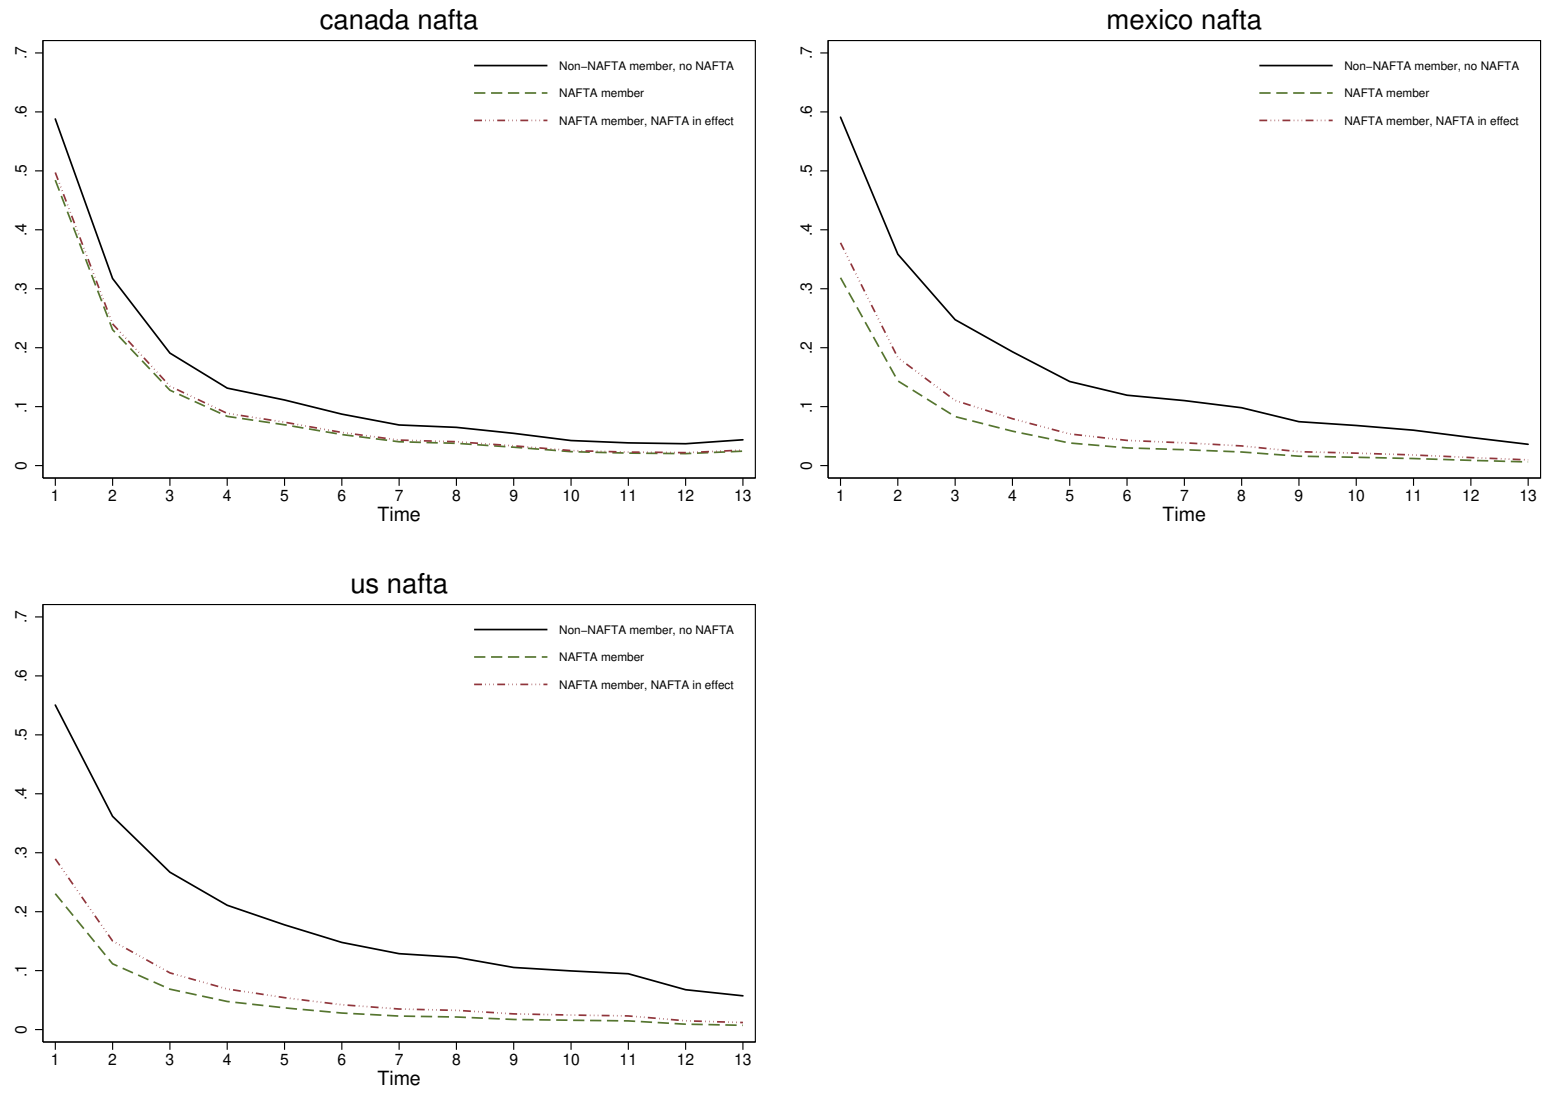 canada nafta
.7
.6
.5
.4
.3
.2
.1
0
Non−NAFTA member, no NAFTA
NAFTA member
NAFTA member, NAFTA in effect
1 2 3 4 5 6 7 8 9 10 11 12 13
Time
mexico nafta
.7
.6
.5
.4
.3
.2
.1
0
Non−NAFTA member, no NAFTA
NAFTA member
NAFTA member, NAFTA in effect
1 2 3 4 5 6 7 8 9 10 11 12 13
Time
us nafta
.7
.6
.5
.4
.3
.2
.1
0
Non−NAFTA member, no NAFTA
NAFTA member
NAFTA member, NAFTA in effect
1 2 3 4 5 6 7 8 9 10 11 12 13
Time